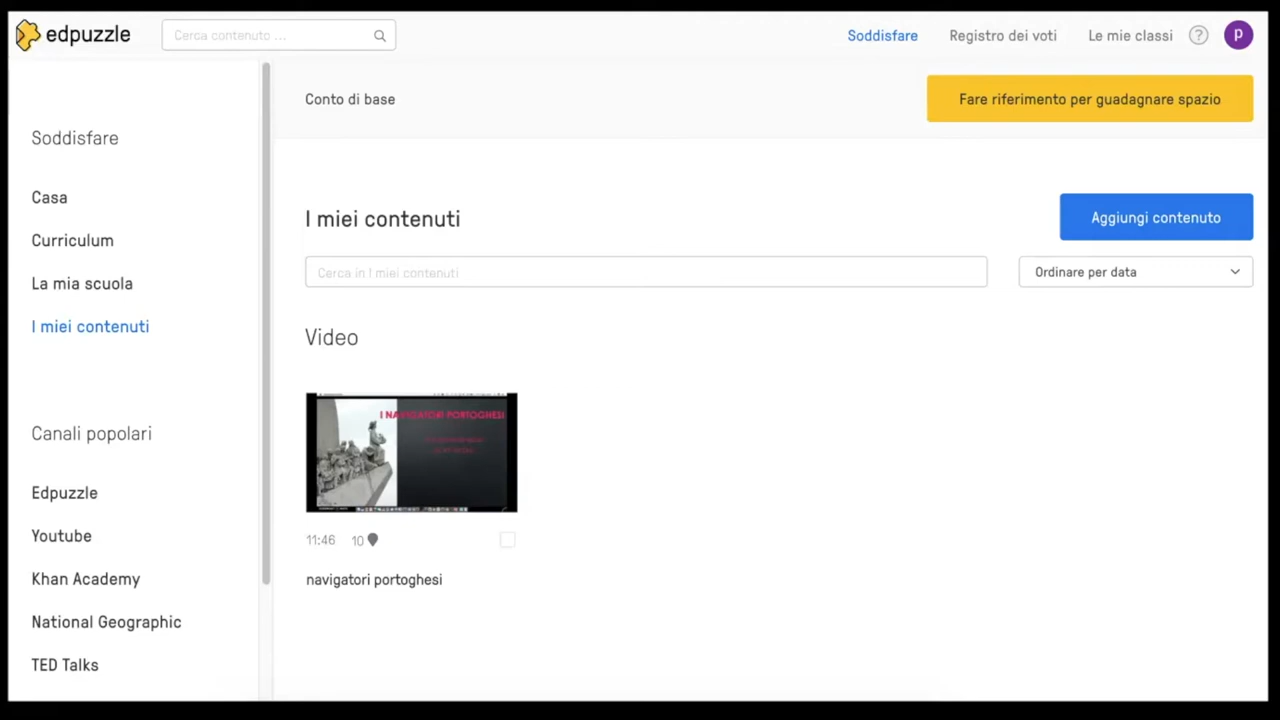 edpuzzle
Cerca contenuto ...
Soddisfare
Registro dei voti
Le mie classi
?
p
Soddisfare
Casa
Curriculum
La mia scuola
I miei contenuti
Canali popolari
Edpuzzle
Youtube
Khan Academy
National Geographic
TED Talks
Conto di base
Fare riferimento per guadagnare spazio
I miei contenuti
Aggiungi contenuto
Cerca in I miei contenuti
Ordinare per data
Video
I NAVIGATORI PORTOGHESI
11:46
10
navigatori portoghesi